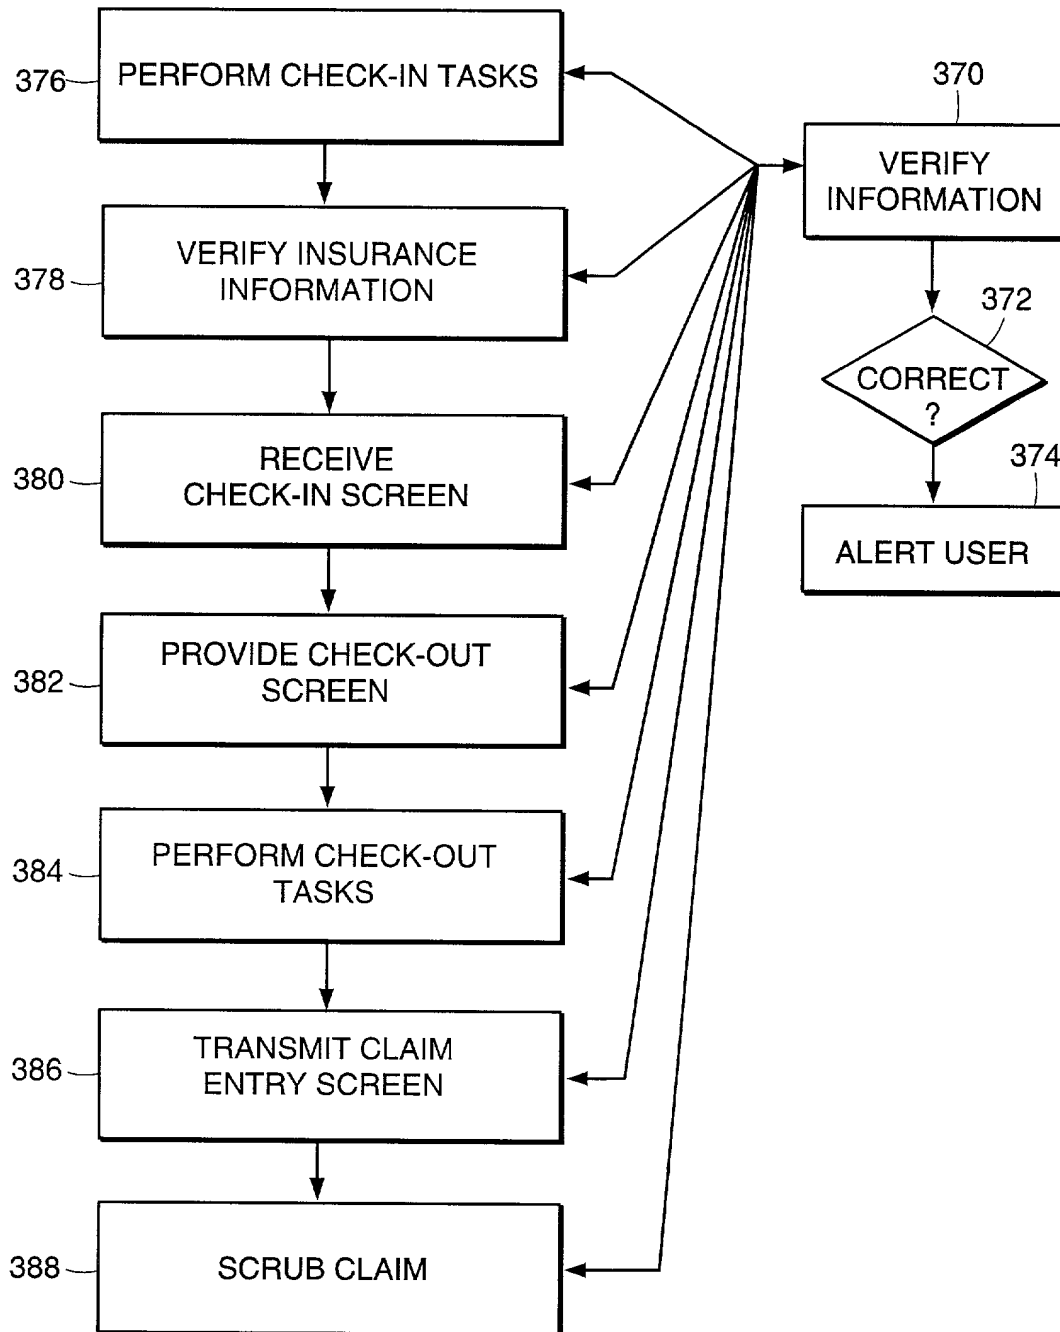 376
PERFORM CHECK-IN TASKS
370
VERIFY
INFORMATION
378
VERIFY INSURANCE
INFORMATION
372
CORRECT
?
374
ALERT USER
380
RECEIVE
CHECK-IN SCREEN
382
PROVIDE CHECK-OUT
SCREEN
384
PERFORM CHECK-OUT
TASKS
386
TRANSMIT CLAIM
ENTRY SCREEN
388
SCRUB CLAIM